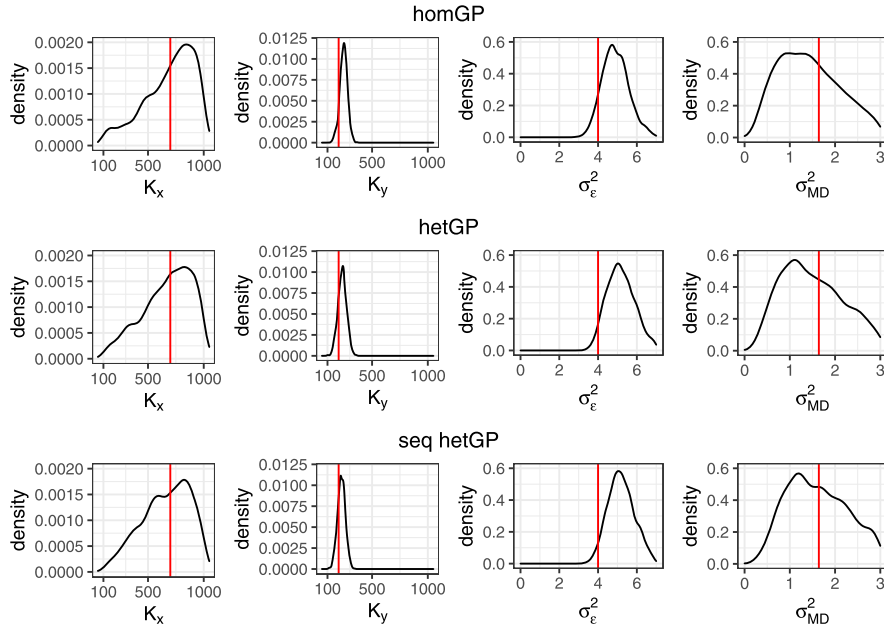 homGP
density
0.0020
0.0015
0.0010
0.0005
0.0000
100 500 1000
Kx
density
0.0125
0.0100
0.0075
0.0050
0.0025
0.0000
100 500 1000
Ky
density
0.6
0.4
0.2
0.0
0 2 4 6
σ²ε
density
0.6
0.4
0.2
0.0
0 1 2 3
σ²MD
hetGP
density
0.0020
0.0015
0.0010
0.0005
0.0000
100 500 1000
Kx
density
0.0125
0.0100
0.0075
0.0050
0.0025
0.0000
100 500 1000
Ky
density
0.6
0.4
0.2
0.0
0 2 4 6
σ²ε
density
0.6
0.4
0.2
0.0
0 1 2 3
σ²MD
seq hetGP
density
0.0020
0.0015
0.0010
0.0005
0.0000
100 500 1000
Kx
density
0.0125
0.0100
0.0075
0.0050
0.0025
0.0000
100 500 1000
Ky
density
0.6
0.4
0.2
0.0
0 2 4 6
σ²ε
density
0.6
0.4
0.2
0.0
0 1 2 3
σ²MD